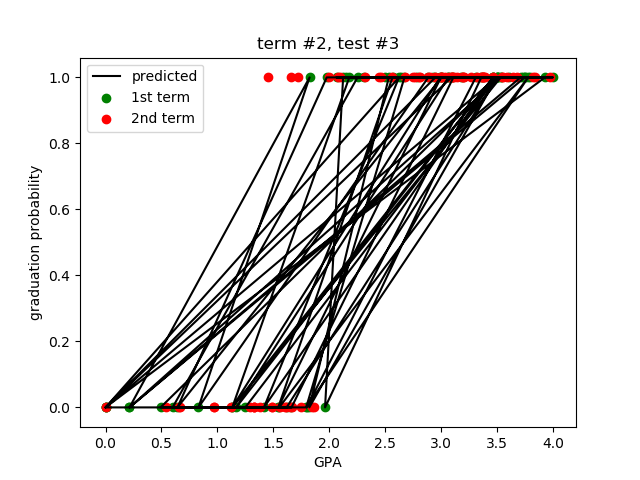 term #2, test #3
predicted
1st term
2nd term
graduation probability
1.0
0.8
0.6
0.4
0.2
0.0
0.0 0.5 1.0 1.5 2.0 2.5 3.0 3.5 4.0
GPA